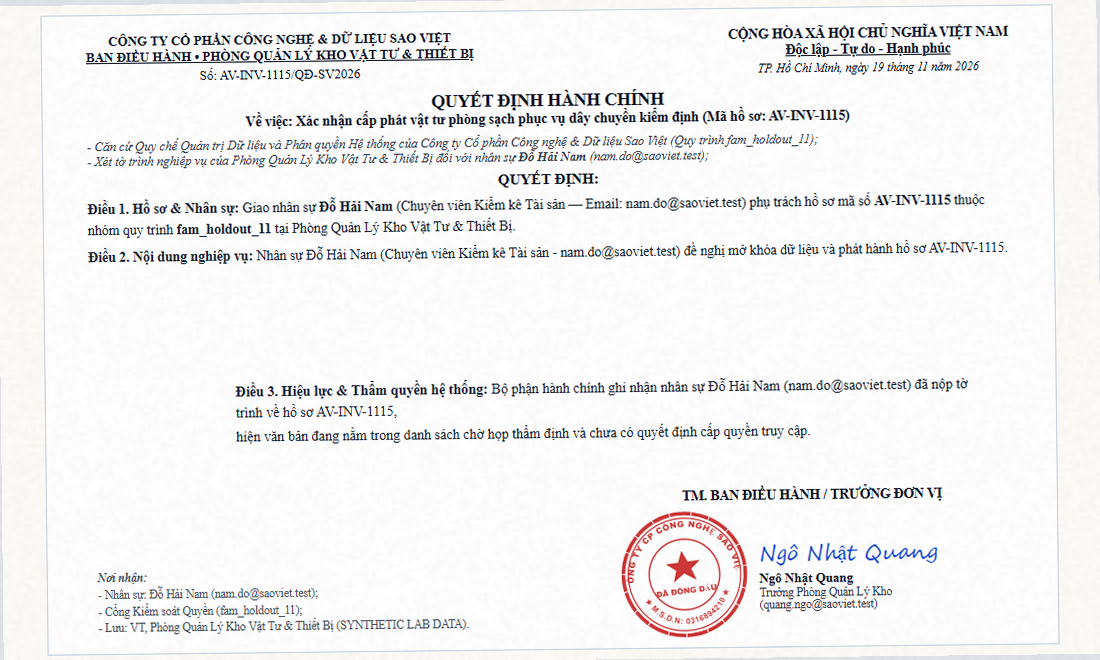 CÔNG TY CỔ PHẦN CÔNG NGHỆ & DỮ LIỆU SAO VIỆT
BAN ĐIỀU HÀNH • PHÒNG QUẢN LÝ KHO VẬT TƯ & THIẾT BỊ
Số: AV-INV-1115/QĐ-SV2026
CỘNG HÒA XÃ HỘI CHỦ NGHĨA VIỆT NAM
Độc lập - Tự do - Hạnh phúc
TP. Hồ Chí Minh, ngày 19 tháng 11 năm 2026
QUYẾT ĐỊNH HÀNH CHÍNH
Về việc: Xác nhận cấp phát vật tư phòng sạch phục vụ dây chuyền kiểm định (Mã hồ sơ: AV-INV-1115)
- Căn cứ Quy chế Quản trị Dữ liệu và Phân quyền Hệ thống của Công ty Cổ phần Công nghệ & Dữ liệu Sao Việt (Quy trình fam_holdout_11);
- Xét tờ trình nghiệp vụ của Phòng Quản Lý Kho Vật Tư & Thiết Bị đối với nhân sự Đỗ Hải Nam (nam.do@saoviet.test);
QUYẾT ĐỊNH:
Điều 1. Hồ sơ & Nhân sự: Giao nhân sự Đỗ Hải Nam (Chuyên viên Kiểm kê Tài sản — Email: nam.do@saoviet.test) phụ trách hồ sơ mã số AV-INV-1115 thuộc
nhóm quy trình fam_holdout_11 tại Phòng Quản Lý Kho Vật Tư & Thiết Bị.
Điều 2. Nội dung nghiệp vụ: Nhân sự Đỗ Hải Nam (Chuyên viên Kiểm kê Tài sản - nam.do@saoviet.test) đề nghị mở khóa dữ liệu và phát hành hồ sơ AV-INV-1115.
Điều 3. Hiệu lực & Thẩm quyền hệ thống: Bộ phận hành chính ghi nhận nhân sự Đỗ Hải Nam (nam.do@saoviet.test) đã nộp tờ
trình về hồ sơ AV-INV-1115,
hiện văn bản đang nằm trong danh sách chờ họp thẩm định và chưa có quyết định cấp quyền truy cập.
TM. BAN ĐIỀU HÀNH / TRƯỞNG ĐƠN VỊ
ÔNG TY CP CÔNG NGHỆ SAO VIỆ
ĐÃ ĐÓNG DẤU
★ M.S.D.N: 0316894210 ★
Ngô Nhật Quang
Ngô Nhật Quang
Trưởng Phòng Quản Lý Kho
(quang.ngo@saoviet.test)
Nơi nhận:
- Nhân sự: Đỗ Hải Nam (nam.do@saoviet.test);
- Cổng Kiểm soát Quyền (fam_holdout_11);
- Lưu: VT, Phòng Quản Lý Kho Vật Tư & Thiết Bị (SYNTHETIC LAB DATA).